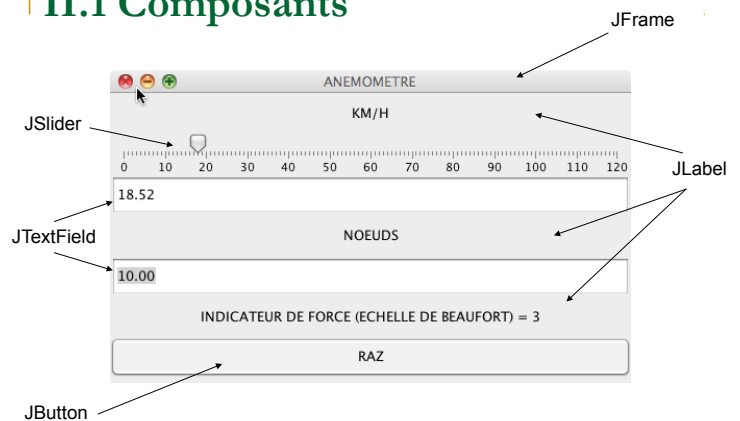 II.1 Composants
JFrame
ANEMOMETRE
KM/H
JSlider
0 10 20 30 40 50 60 70 80 90 100 110 120
JLabel
18.52
JTextField
NOEUDS
10.00
INDICATEUR DE FORCE (ECHELLE DE BEAUFORT) = 3
RAZ
JButton